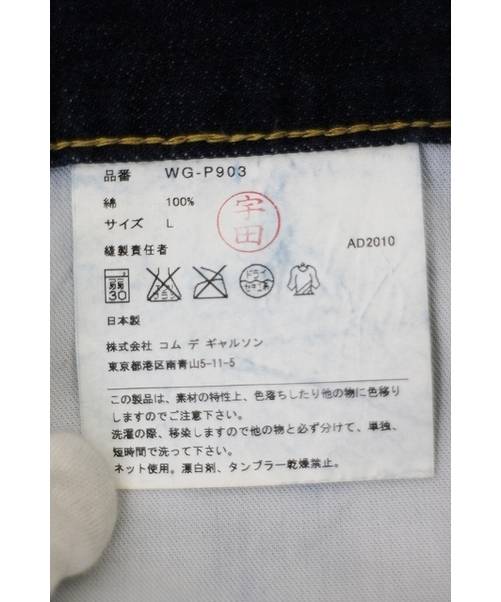 品番 WG-P903
綿 100%
サイズ L
宇田
縫製責任者
AD2010
30
日本製
株式会社 コム デ ギャルソン
東京都港区南青山5-11-5
この製品は、素材の特性上、色落ちしたり他の物に色移り
しますのでご注意下さい。
洗濯の際、移染しますので他の物と必ず分けて、単独、
短時間で洗って下さい。
ネット使用。漂白剤、タンブラー乾燥禁止。